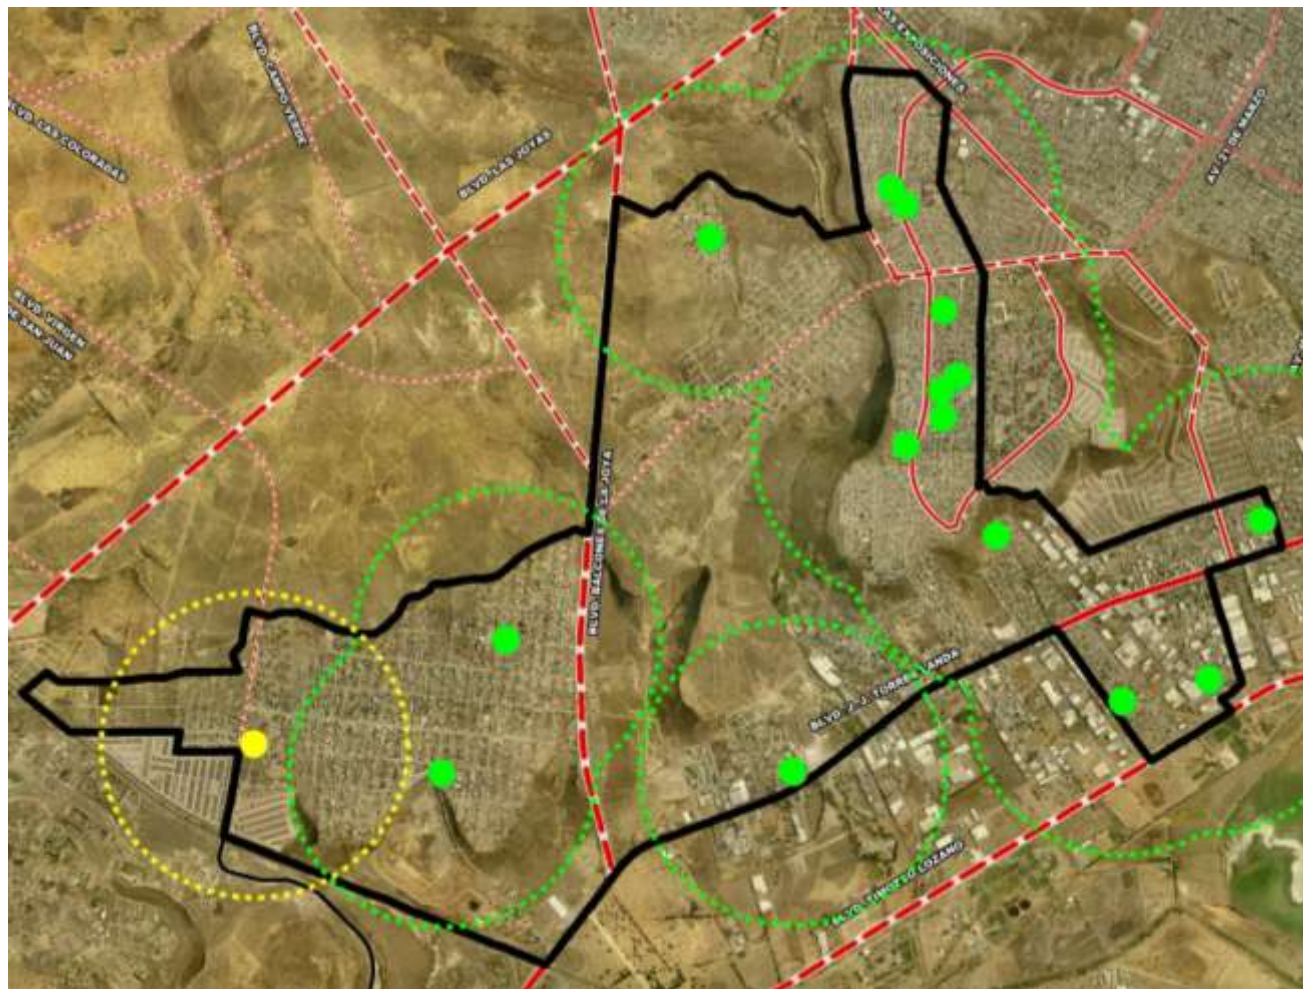 LAS EXPOSICIONES
BLVD. CAMPO VERDE
BLVD. LAS COLORADAS
BLVD. LAS JOYAS
AV. 21 DE MARZO
BLVD. VIRGEN
DE SAN JUAN
BLVD. BALCONES DE LA JOYA
BLVD. J. J. TORRES LANDA
BLVD. TIMOTEO LOZANO